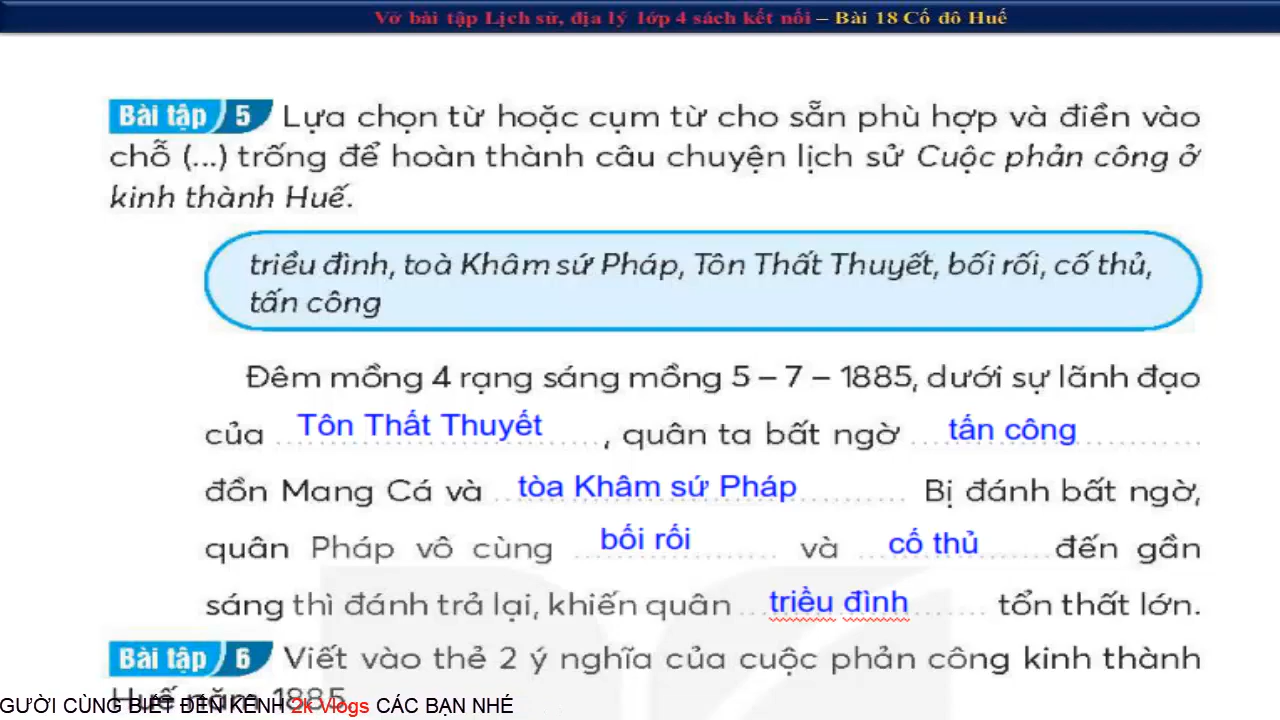 Vở bài tập Lịch sử, địa lý lớp 4 sách kết nối – Bài 18 Cố đô Huế
Bài tập 5 Lựa chọn từ hoặc cụm từ cho sẵn phù hợp và điền vào
chỗ (...) trống để hoàn thành câu chuyện lịch sử Cuộc phản công ở
kinh thành Huế.
triều đình, toà Khâm sứ Pháp, Tôn Thất Thuyết, bối rối, cố thủ,
tấn công
Đêm mồng 4 rạng sáng mồng 5 – 7 – 1885, dưới sự lãnh đạo
của Tôn Thất Thuyết, quân ta bất ngờ tấn công
đồn Mang Cá và tòa Khâm sứ Pháp Bị đánh bất ngờ,
quân Pháp vô cùng bối rối và cố thủ đến gần
sáng thì đánh trả lại, khiến quân triều đình tổn thất lớn.
Bài tập 6 Viết vào thẻ 2 ý nghĩa của cuộc phản công kinh thành
Huế năm 1885
GƯỜI CÙNG BIẾT ĐẾN KÊNH 2k Vlogs CÁC BẠN NHÉ